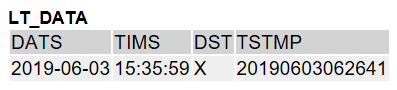 LT_DATA
DATS TIMS DST TSTMP
2019-06-03 15:35:59 X 20190603062641